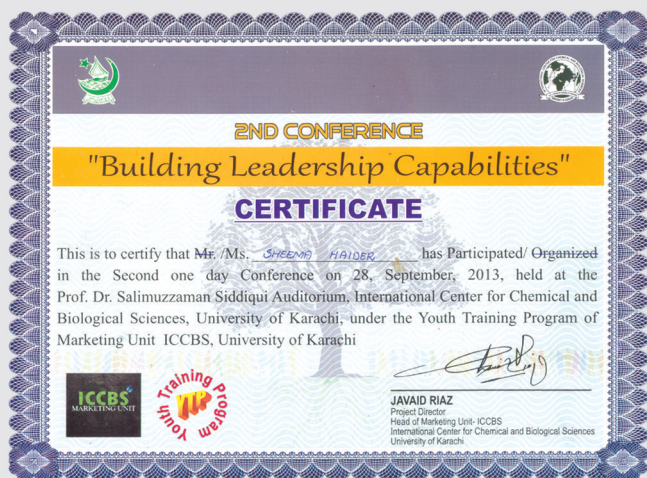 2ND CONFERENCE
"Building Leadership Capabilities"
CERTIFICATE
This is to certify that Mr. /Ms. SHEEMA HAIDER has Participated/ Organized
in the Second one day Conference on 28, September, 2013, held at the
Prof. Dr. Salimuzzaman Siddiqui Auditorium, International Center for Chemical and
Biological Sciences, University of Karachi, under the Youth Training Program of
Marketing Unit ICCBS, University of Karachi
ICCBS
MARKETING UNIT
Youth Training Program
YTP
JAVAID RIAZ
Project Director
Head of Marketing Unit- ICCBS
International Center for Chemical and Biological Sciences
University of Karachi